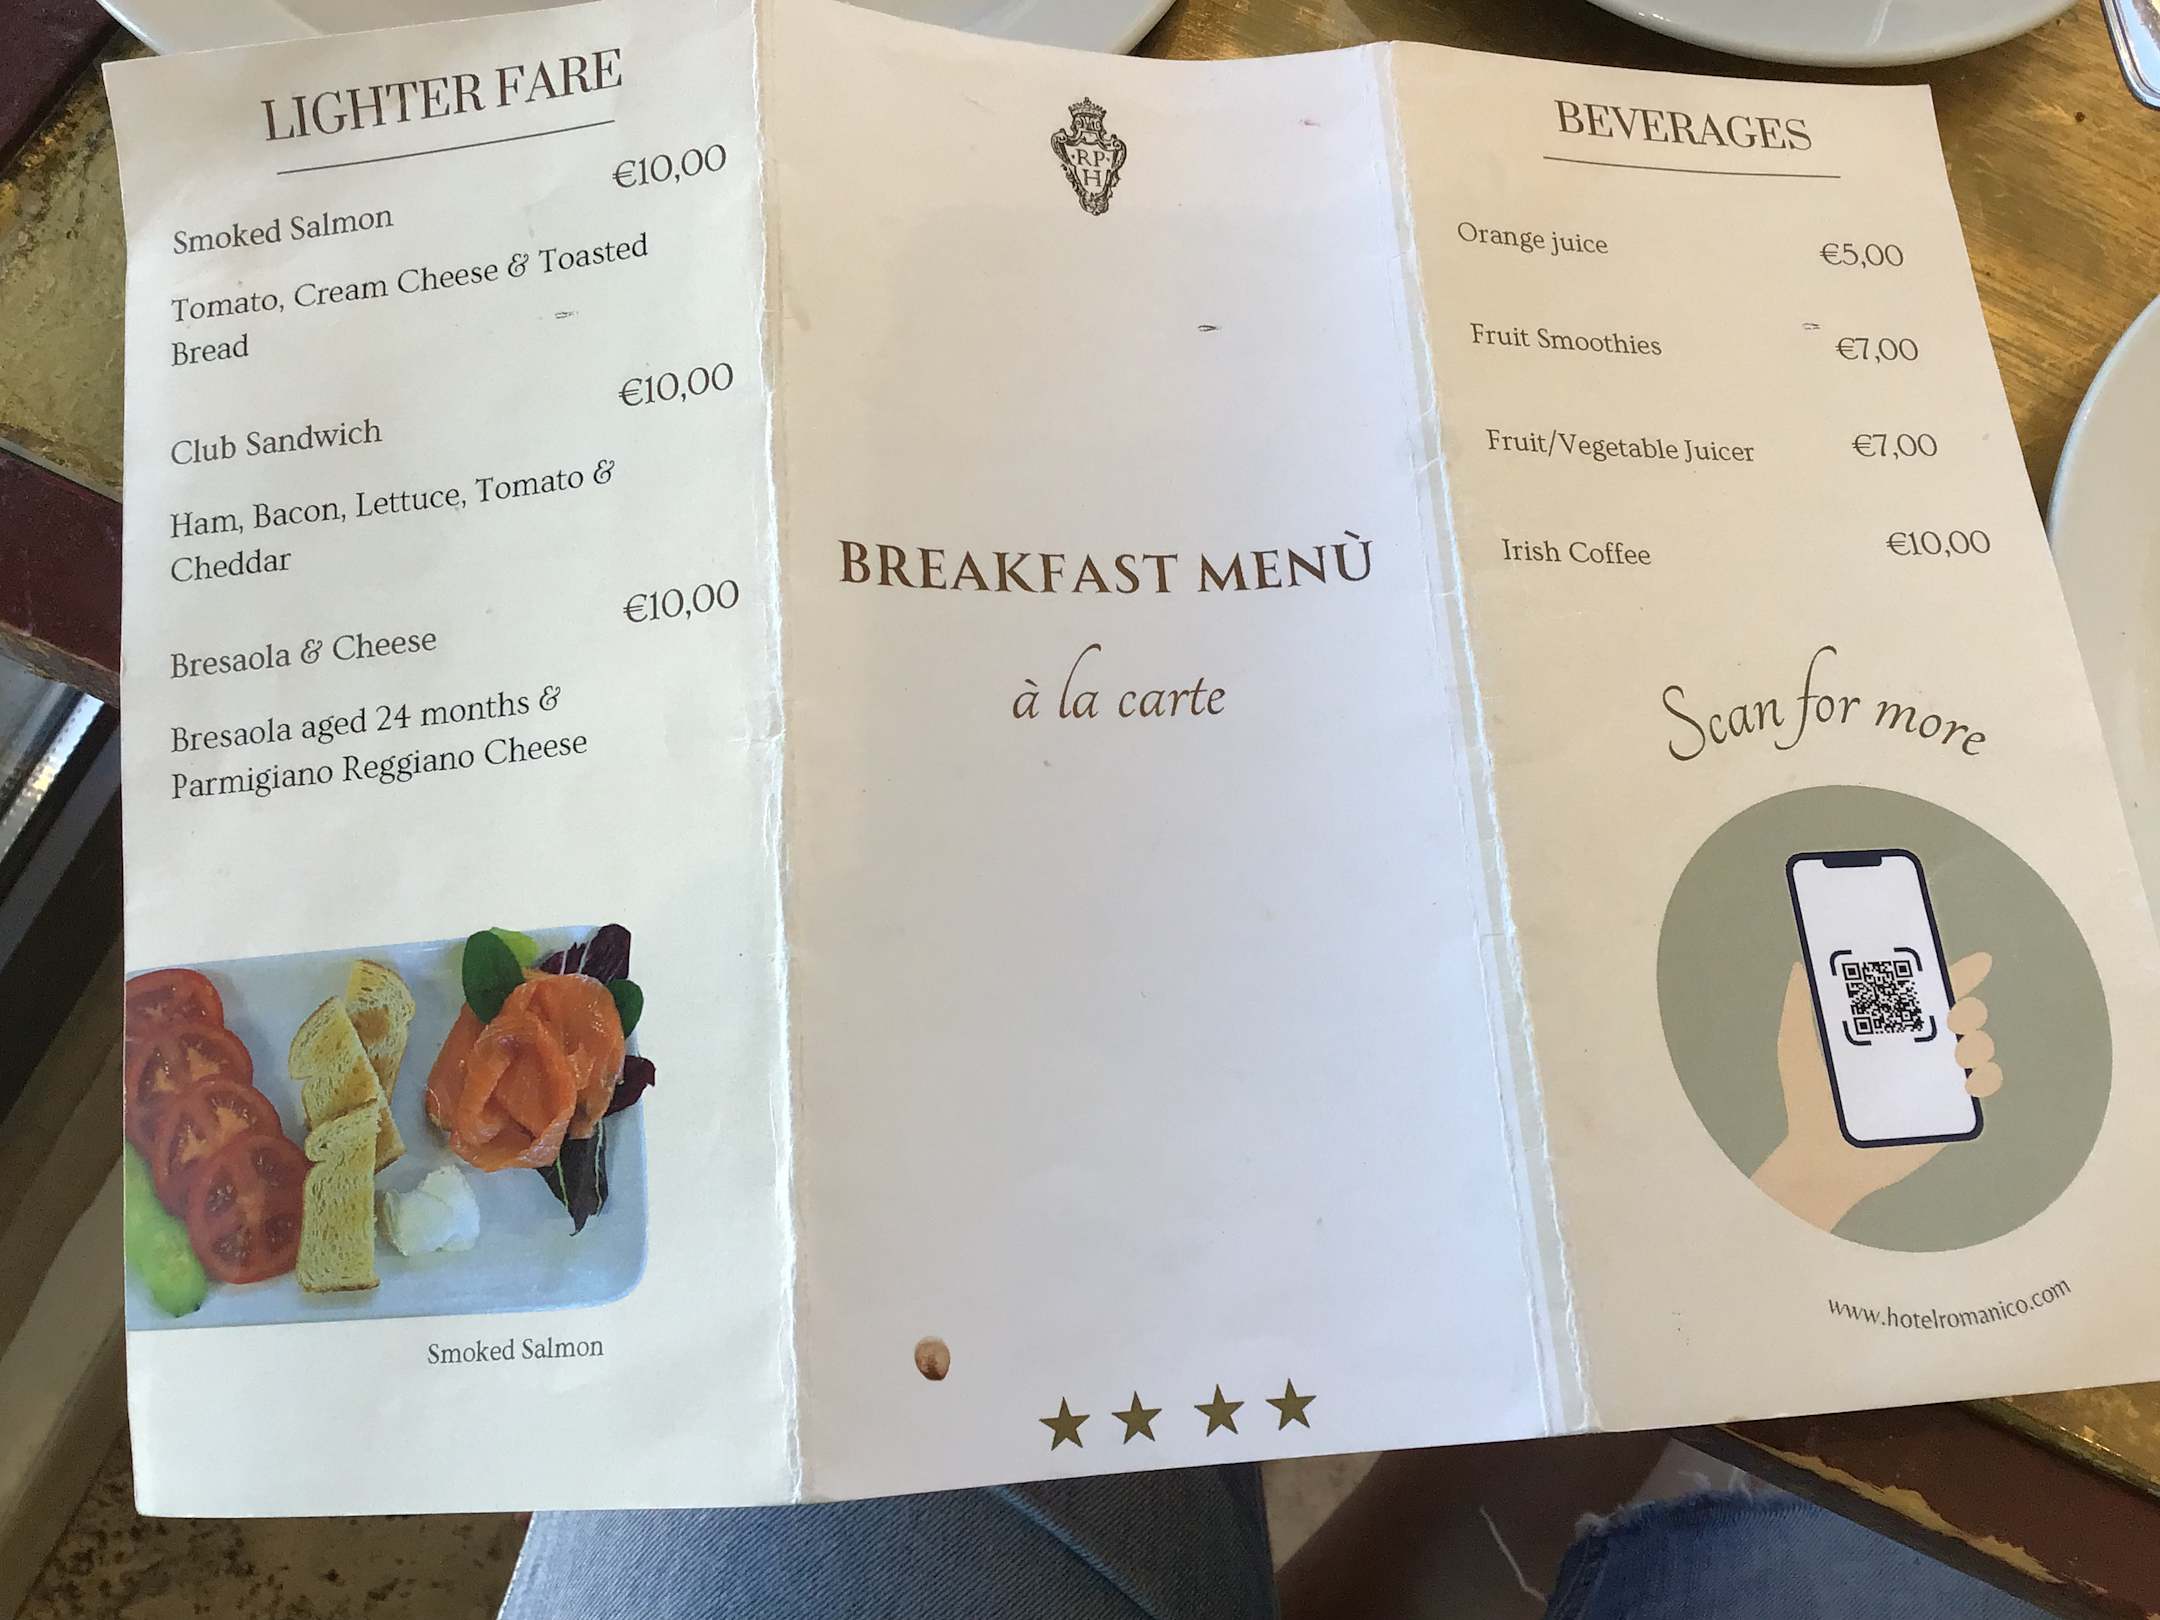 LIGHTER FARE
€10,00
Smoked Salmon
Tomato, Cream Cheese & Toasted
Bread
€10,00
Club Sandwich
Ham, Bacon, Lettuce, Tomato &
Cheddar
€10,00
Bresaola & Cheese
Bresaola aged 24 months &
Parmigiano Reggiano Cheese
Smoked Salmon
RP
H
BREAKFAST MENÙ
à la carte
BEVERAGES
Orange juice €5,00
Fruit Smoothies €7,00
Fruit/Vegetable Juicer €7,00
Irish Coffee €10,00
Scan for more
www.hotelromanico.com